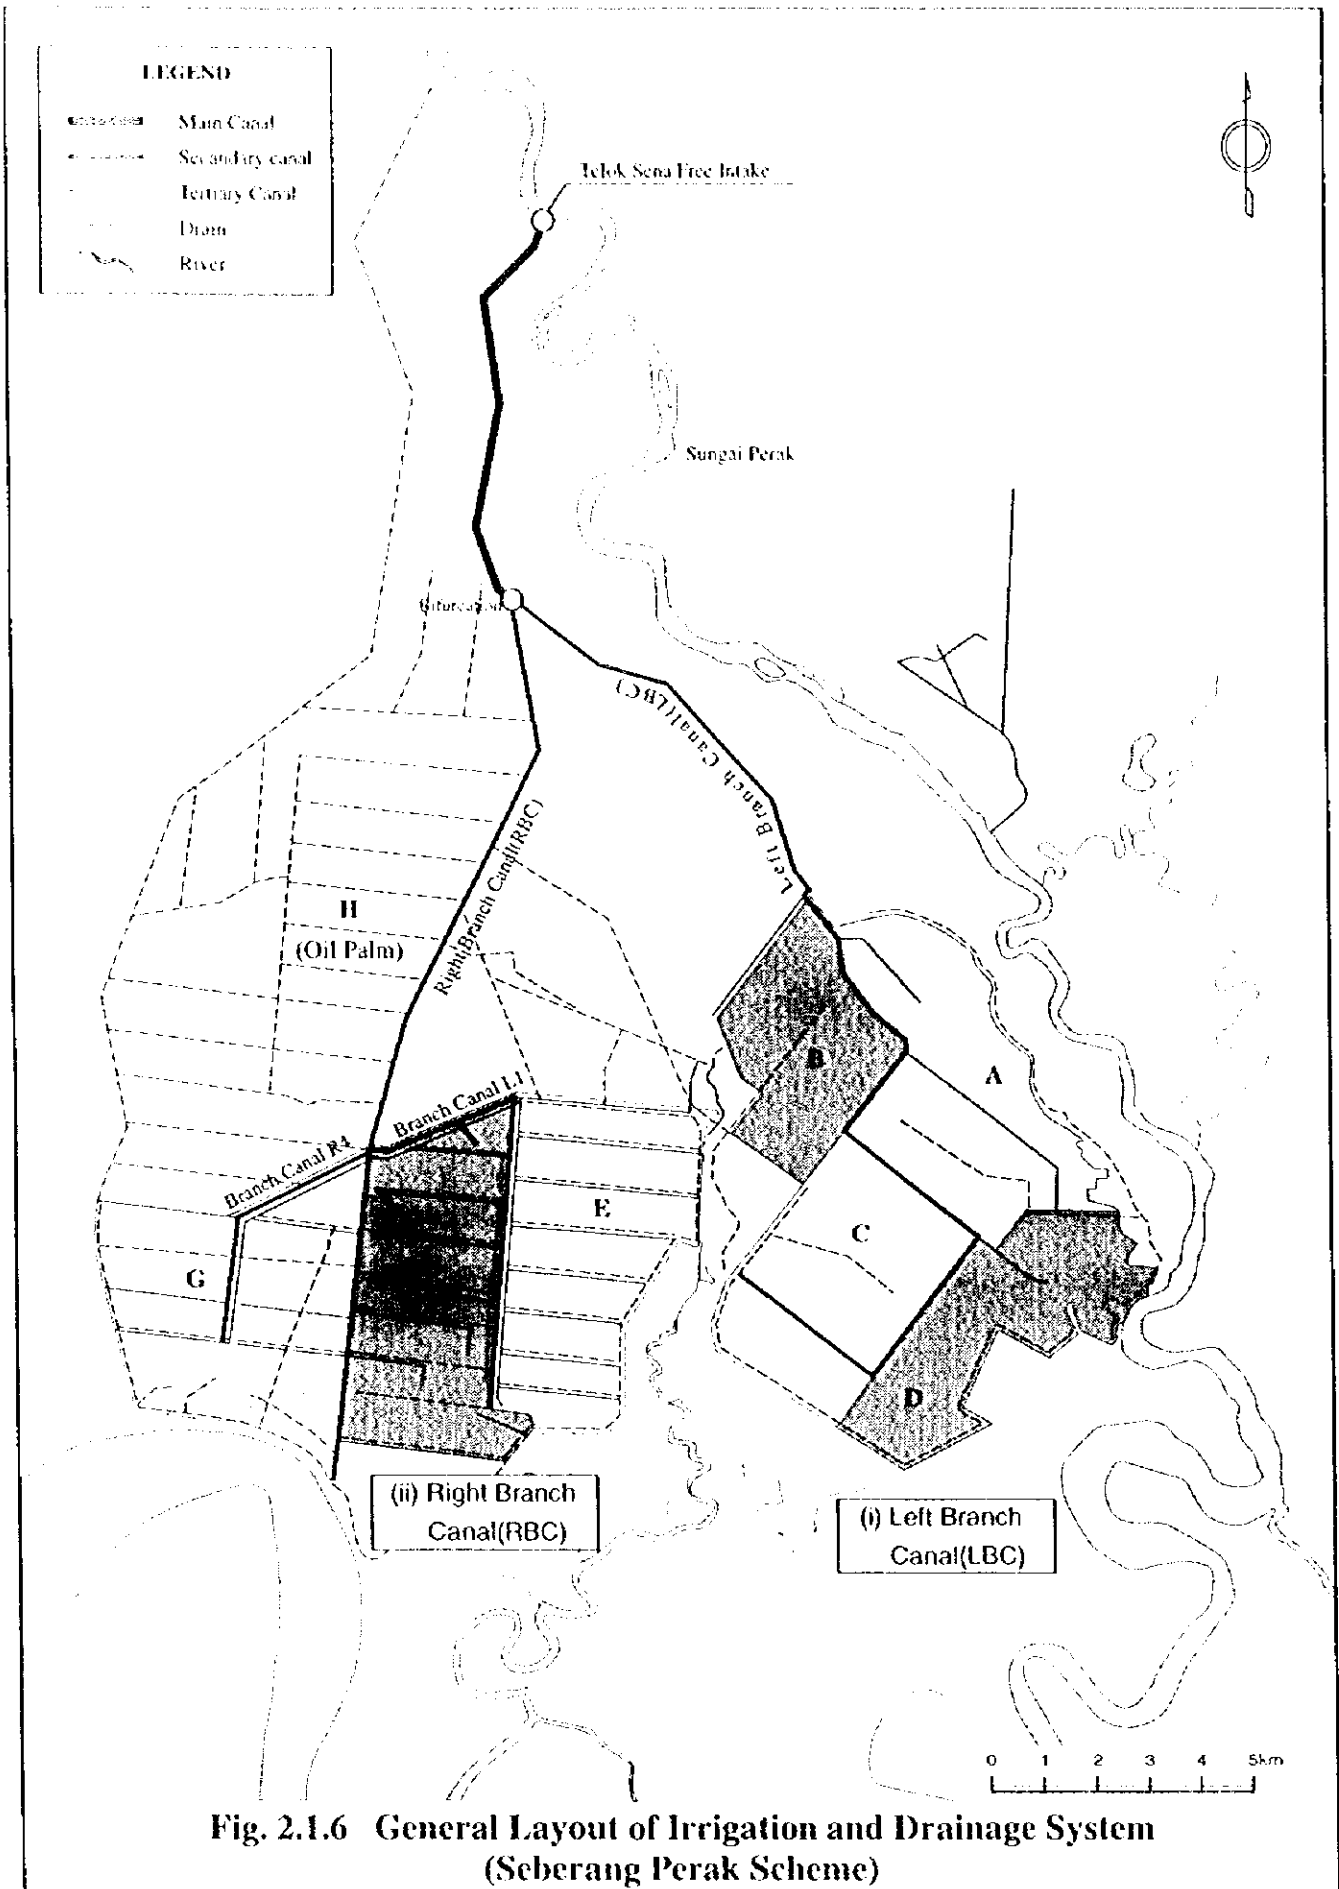 LEGEND
Main Canal
Secondary canal
Tertiary Canal
Drain
River
Telok Sena Free Intake
Sungai Perak
Bifurcation
Left Branch Canal(LBC)
Right Branch Canal(RBC)
H
(Oil Palm)
B
A
Branch Canal L1
Branch Canal R4
E
C
G
D
(ii) Right Branch
Canal(RBC)
(i) Left Branch
Canal(LBC)
0 1 2 3 4 5km
Fig. 2.1.6 General Layout of Irrigation and Drainage System
(Seberang Perak Scheme)